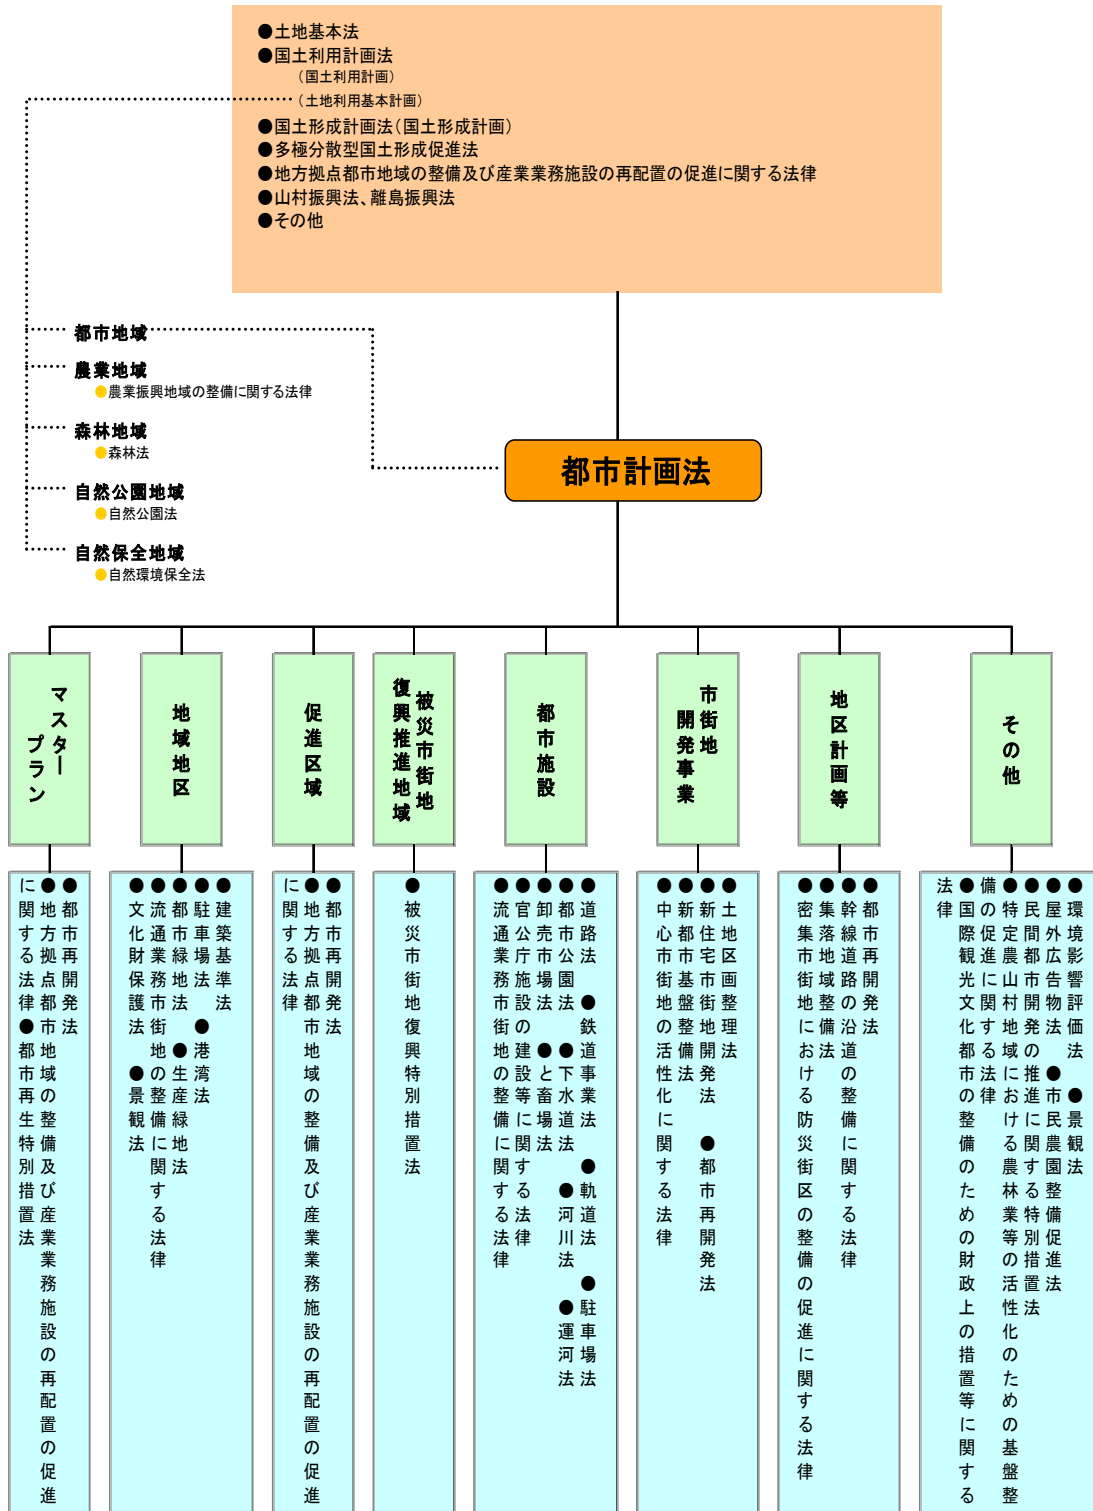 ●土地基本法
●国土利用計画法
（国土利用計画）
（土地利用基本計画）
●国土形成計画法（国土形成計画）
●多極分散型国土形成促進法
●地方拠点都市地域の整備及び産業業務施設の再配置の促進に関する法律
●山村振興法、離島振興法
●その他
都市地域
農業地域
●農業振興地域の整備に関する法律
森林地域
●森林法
自然公園地域
●自然公園法
自然保全地域
●自然環境保全法
都市計画法
マスター
プラン
地域地区
促進区域
被災市街地
復興推進地域
都市施設
市街地
開発事業
地区計画等
その他
●都市再開発法
●地方拠点都市地域の整備及び産業業務施設の再配置の促進
に関する法律●都市再生特別措置法
●建築基準法
●駐車場法 ●港湾法
●都市緑地法 ●生産緑地法
●流通業務市街地の整備に関する法律
●文化財保護法 ●景観法
●都市再開発法
●地方拠点都市地域の整備及び産業業務施設の再配置の促進
に関する法律
●被災市街地復興特別措置法
●道路法 ●鉄道事業法 ●軌道法 ●駐車場法
●都市公園法 ●下水道法 ●河川法 ●運河法
●卸売市場法 ●と畜場法
●官公庁施設の建設等に関する法律
●流通業務市街地の整備に関する法律
●土地区画整理法
●新住宅市街地開発法 ●都市再開発法
●新都市基盤整備法
●中心市街地の活性化に関する法律
●都市再開発法
●幹線道路の沿道の整備に関する法律
●集落地域整備法
●密集市街地における防災街区の整備の促進に関する法律
●環境影響評価法 ●景観法
●屋外広告物法 ●市民農園整備促進法
●民間都市開発の推進に関する特別措置法
●特定農山村地域における農林業等の活性化のための基盤整
備の促進に関する法律
●国際観光文化都市の整備のための財政上の措置等に関する
法律